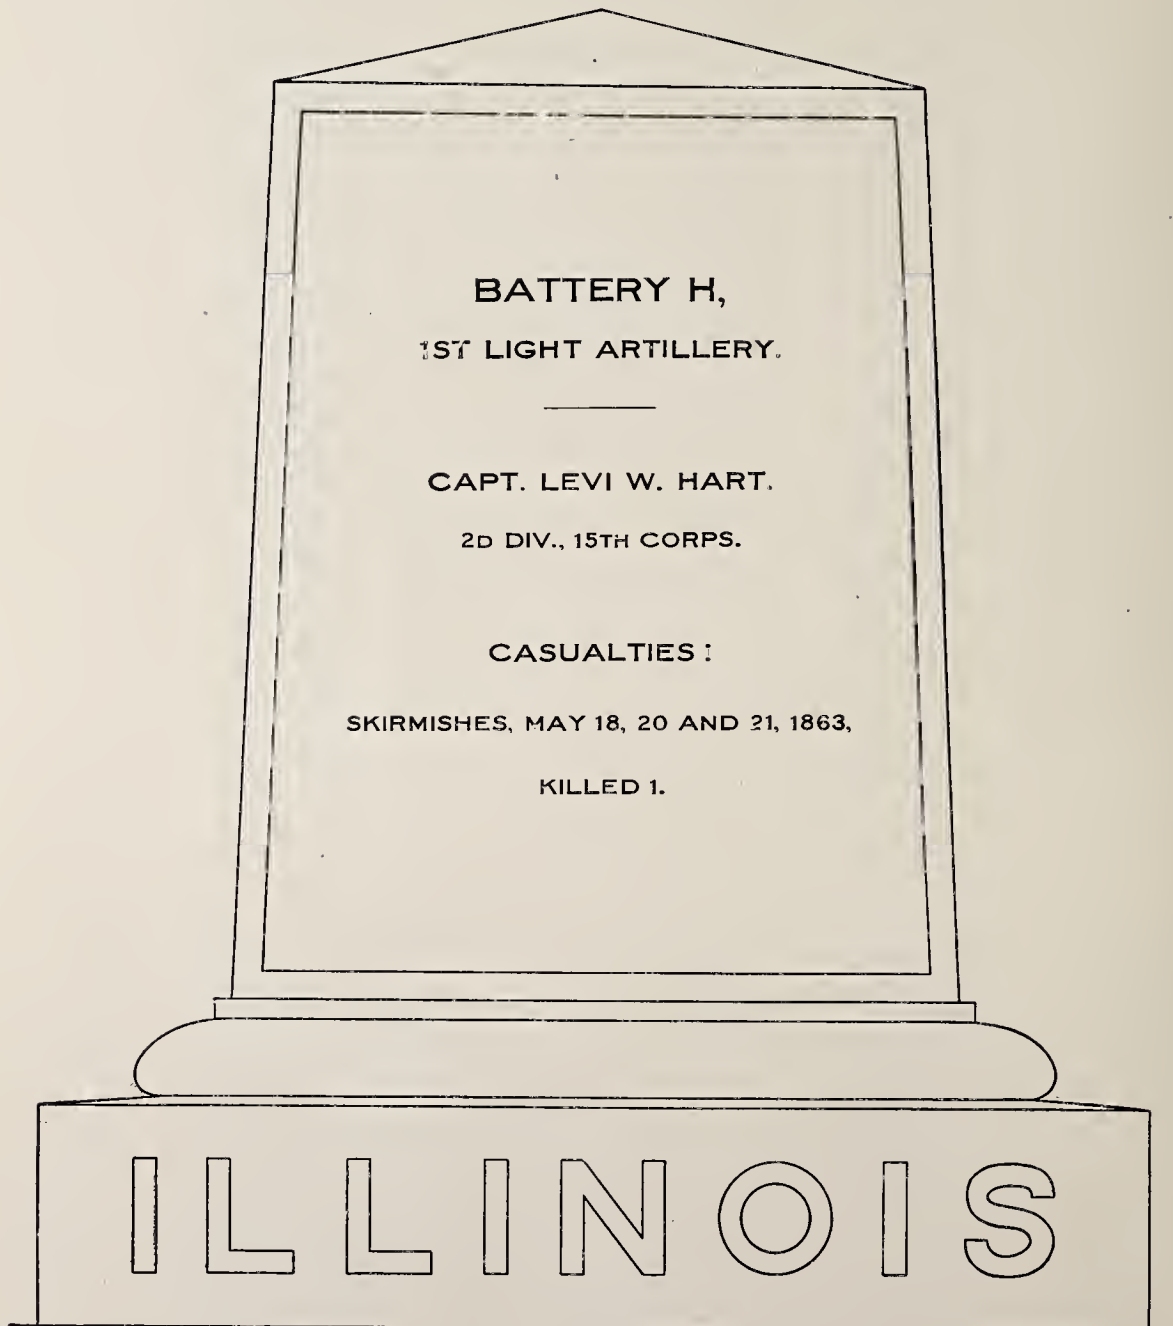 BATTERY H,
1ST LIGHT ARTILLERY.
CAPT. LEVI W. HART.
2D DIV., 15TH CORPS.
CASUALTIES:
SKIRMISHES, MAY 18, 20 AND 21, 1863,
KILLED 1.
ILLINOIS